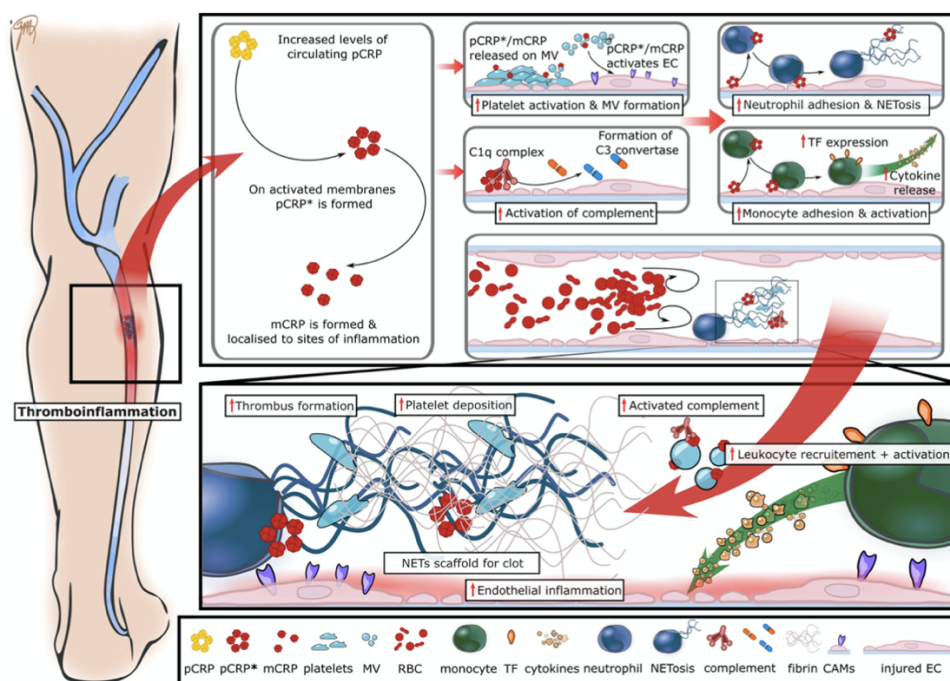 Increased levels of
circulating pCRP
On activated membranes
pCRP* is formed
mCRP is formed &
localised to sites of inflammation
pCRP*/mCRP
released on MV
pCRP*/mCRP
activates EC
↑Platelet activation & MV formation
↑Neutrophil adhesion & NETosis
C1q complex
Formation of
C3 convertase
↑Activation of complement
↑TF expression
↑Cytokine
release
↑Monocyte adhesion & activation
Thromboinflammation
↑Thrombus formation
↑Platelet deposition
↑Activated complement
↑Leukocyte recruitement + activation
NETs scaffold for clot
↑Endothelial inflammation
pCRP pCRP* mCRP platelets MV RBC monocyte TF cytokines neutrophil NETosis complement fibrin CAMs injured EC